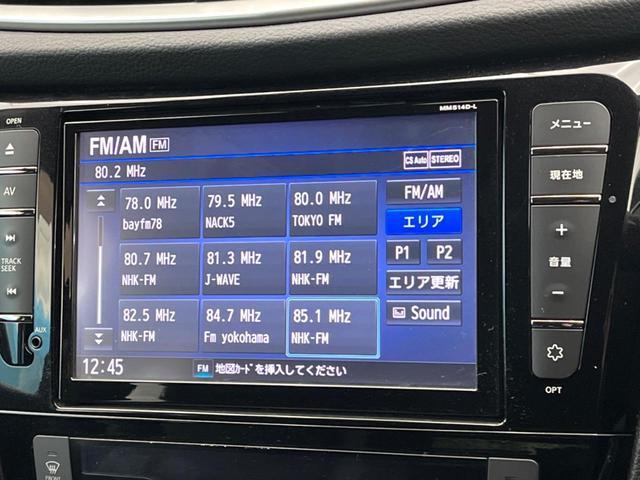 MM514D-L
OPEN
AV
TRACK
SEEK
AUX
FM/AM FM
80.2 MHz
CS Auto STEREO
78.0 MHz
bayfm78
79.5 MHz
NACK5
80.0 MHz
TOKYO FM
80.7 MHz
NHK-FM
81.3 MHz
J-WAVE
81.9 MHz
NHK-FM
82.5 MHz
NHK-FM
84.7 MHz
Fm yokohama
85.1 MHz
NHK-FM
FM/AM
エリア
P1 P2
エリア更新
Sound
12:45
FM 地図ｶｰﾄﾞを挿入してください
メニュー
現在地
+
音量
−
OPT
FRONT